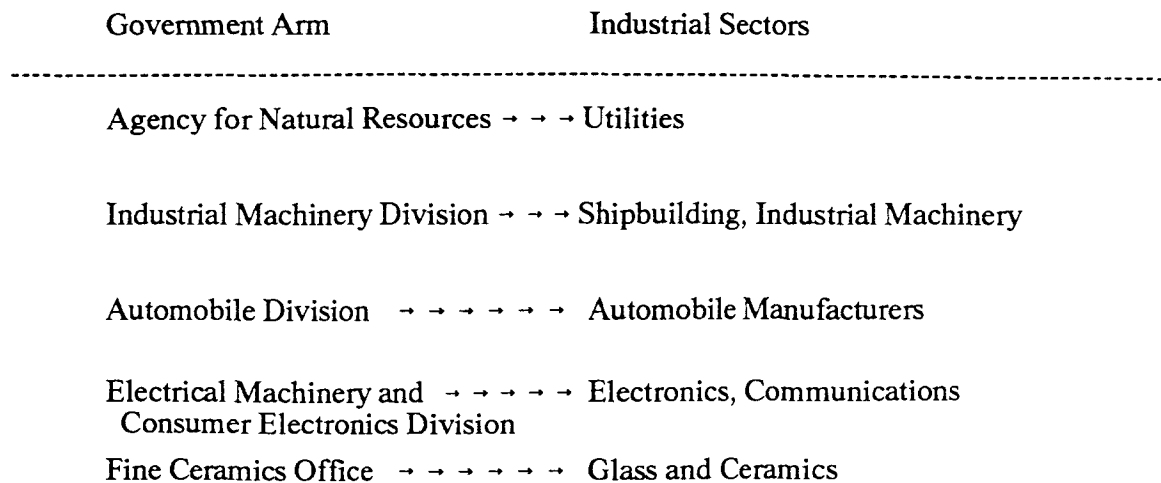 Government Arm Industrial Sectors
Agency for Natural Resources → → → Utilities
Industrial Machinery Division → → → Shipbuilding, Industrial Machinery
Automobile Division → → → → → → Automobile Manufacturers
Electrical Machinery and → → → → → Electronics, Communications
Consumer Electronics Division
Fine Ceramics Office → → → → → → Glass and Ceramics